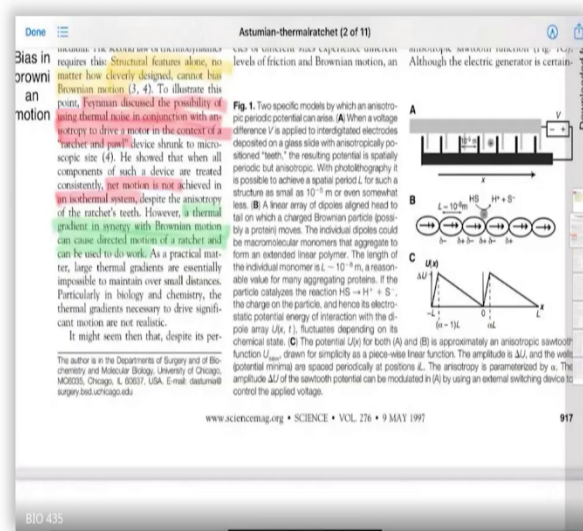 Done
Astumian-thermalratchet (2 of 11)
Bias in
browni
an
motion
requires this: Structural features alone, no
matter how cleverly designed, cannot bias
Brownian motion (3, 4). To illustrate this
point, Feynman discussed the possibility of
using thermal noise in conjunction with an-
isotropy to drive a motor in the context of a
"ratchet and pawl" device shrunk to micro-
scopic size (4). He showed that when all
components of such a device are treated
consistently, net motion is not achieved in
an isothermal system, despite the anisotropy
of the ratchet's teeth. However, a thermal
gradient in synergy with Brownian motion
can cause directed motion of a ratchet and
can be used to do work. As a practical mat-
ter, large thermal gradients are essentially
impossible to maintain over small distances.
Particularly in biology and chemistry, the
thermal gradients necessary to drive signifi-
cant motion are not realistic.
It might seem then that, despite its per-
The author is in the Departments of Surgery and of Bio-
chemistry and Molecular Biology, University of Chicago,
MC6035, Chicago, IL 60637, USA. E-mail: dastumia@
surgery.bsd.uchicago.edu
levels of friction and Brownian motion, an
Although the electric generator is certain-
Fig. 1. Two specific models by which an anisotro-
pic periodic potential can arise. (A) When a voltage
difference V is applied to interdigitated electrodes
deposited on a glass slide with anisotropically po-
sitioned "teeth," the resulting potential is spatially
periodic but anisotropic. With photolithography it
is possible to achieve a spatial period L for such a
structure as small as 10⁻⁶ m or even somewhat
less. (B) A linear array of dipoles aligned head to
tail on which a charged Brownian particle (possi-
bly a protein) moves. The individual dipoles could
be macromolecular monomers that aggregate to
form an extended linear polymer. The length of
the individual monomer is L ~ 10⁻⁸ m, a reason-
able value for many aggregating proteins. If the
particle catalyzes the reaction HS → H⁺ + S⁻,
the charge on the particle, and hence its electro-
static potential energy of interaction with the di-
pole array U(x, t), fluctuates depending on its
chemical state. (C) The potential U(x) for both (A) and (B) is approximately an anisotropic sawtooth
function drawn for simplicity as a piece-wise linear function. The amplitude is ΔU, and the wells
(potential minima) are spaced periodically at positions iL. The anisotropy is parameterized by α. The
amplitude ΔU of the sawtooth potential can be modulated in (A) by using an external switching device to
control the applied voltage.
A
V
x
B
HS
H⁺ + S⁻
L ~ 10⁻⁸m
δ- δ+ δ- δ+ δ- δ+
C
U(x)
ΔU
-L
0
L
x
(α - 1)L
αL
www.sciencemag.org • SCIENCE • VOL. 276 • 9 MAY 1997
917
BIO 435